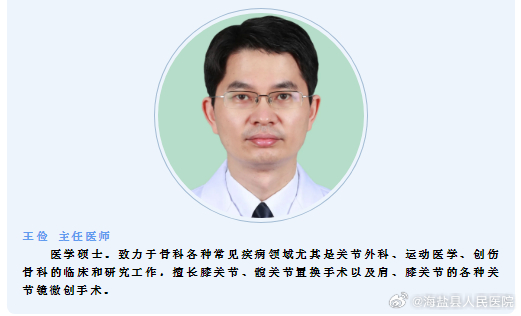 王俭 主任医师
医学硕士。致力于骨科各种常见疾病领域尤其是关节外科、运动医学、创伤
骨科的临床和研究工作，擅长膝关节、髋关节置换手术以及肩、膝关节的各种关
节镜微创手术。
@海盐县人民医院